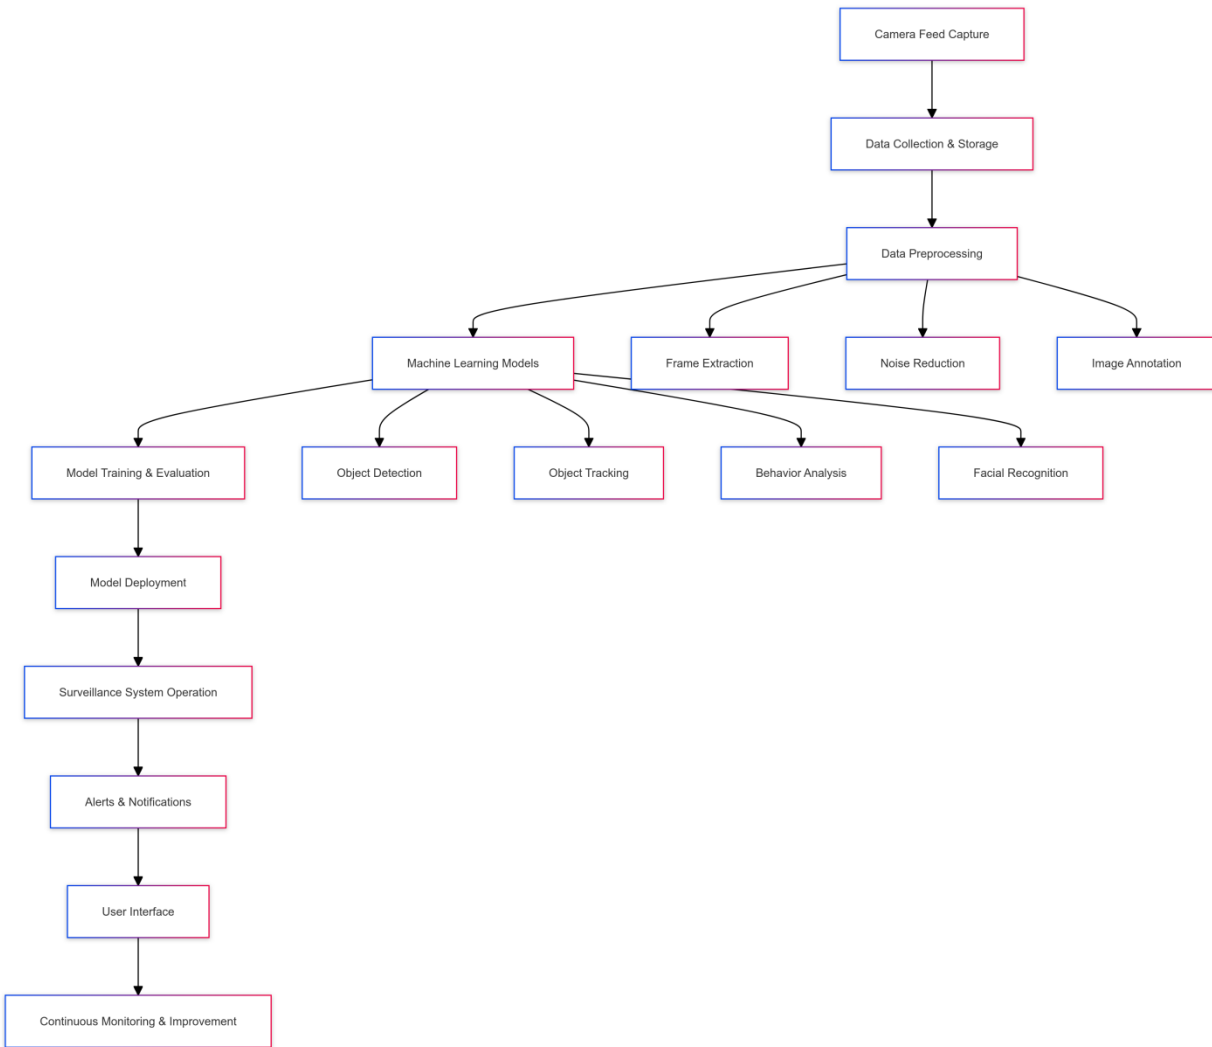 Camera Feed Capture
Data Collection & Storage
Data Preprocessing
Machine Learning Models
Frame Extraction
Noise Reduction
Image Annotation
Model Training & Evaluation
Object Detection
Object Tracking
Behavior Analysis
Facial Recognition
Model Deployment
Surveillance System Operation
Alerts & Notifications
User Interface
Continuous Monitoring & Improvement